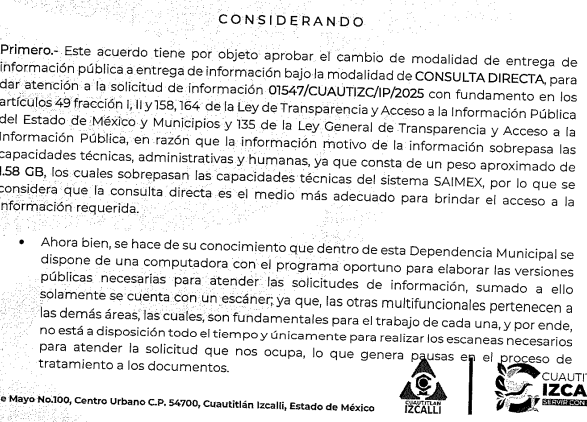 CONSIDERANDO
Primero.- Este acuerdo tiene por objeto aprobar el cambio de modalidad de entrega de
información pública a entrega de información bajo la modalidad de CONSULTA DIRECTA, para
dar atención a la solicitud de información 01547/CUAUTIZC/IP/2025 con fundamento en los
artículos 49 fracción I, II y 158, 164 de la Ley de Transparencia y Acceso a la Información Pública
del Estado de México y Municipios y 135 de la Ley General de Transparencia y Acceso a la
Información Pública, en razón que la información motivo de la información sobrepasa las
capacidades técnicas, administrativas y humanas, ya que consta de un peso aproximado de
1.58 GB, los cuales sobrepasan las capacidades técnicas del sistema SAIMEX, por lo que se
considera que la consulta directa es el medio más adecuado para brindar el acceso a la
información requerida.
• Ahora bien, se hace de su conocimiento que dentro de esta Dependencia Municipal se
dispone de una computadora con el programa oportuno para elaborar las versiones
públicas necesarias para atender las solicitudes de información, sumado a ello
solamente se cuenta con un escáner; ya que, las otras multifuncionales pertenecen a
las demás áreas, las cuales, son fundamentales para el trabajo de cada una, y por ende,
no está a disposición todo el tiempo y únicamente para realizar los escaneas necesarios
para atender la solicitud que nos ocupa, lo que genera pausas en el proceso de
tratamiento a los documentos.
e Mayo No.100, Centro Urbano C.P. 54700, Cuautitlán Izcalli, Estado de México
CUAUTITLÁN
IZCALLI
CUAUTI
IZCA
SERVIR CON